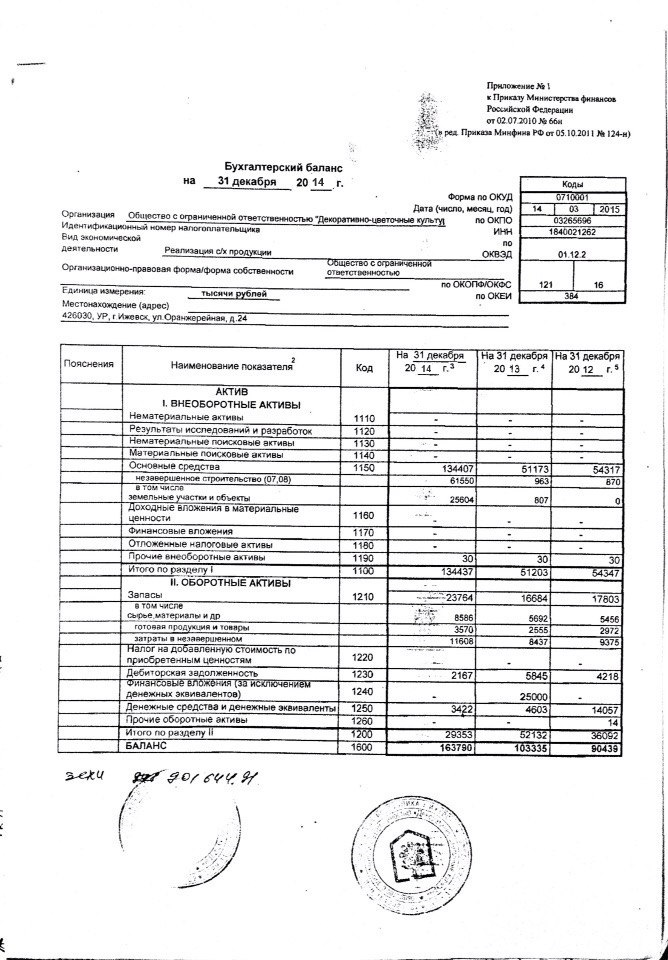 Приложение № 1
к Приказу Министерства финансов
Российской Федерации
от 02.07.2010 № 66н
(в ред. Приказа Минфина РФ от 05.10.2011 № 124-н)
Бухгалтерский баланс
на 31 декабря 20 14 г.
Коды
Форма по ОКУД 0710001
Дата (число, месяц, год) 14 03 2015
Организация Общество с ограниченной ответственностью "Декоративно-цветочные культу по ОКПО 03265696
Идентификационный номер налогоплательщика ИНН 1840021262
Вид экономической
деятельности Реализация с/х продукции по ОКВЭД 01.12.2
Организационно-правовая форма/форма собственности Общество с ограниченной
ответственностью
по ОКОПФ/ОКФС 121 16
Единица измерения: тысячи рублей по ОКЕИ 384
Местонахождение (адрес)
426030, УР, г.Ижевск, ул.Оранжерейная, д.24
Пояснения Наименование показателя 2 Код На 31 декабря 20 14 г. 3 На 31 декабря 20 13 г. 4 На 31 декабря 20 12 г. 5
АКТИВ
I. ВНЕОБОРОТНЫЕ АКТИВЫ
Нематериальные активы 1110 - - -
Результаты исследований и разработок 1120 - - -
Нематериальные поисковые активы 1130 - - -
Материальные поисковые активы 1140 - - -
Основные средства 1150 134407 51173 54317
незавершенное строительство (07,08) 61550 963 870
в том числе
земельные участки и объекты 25604 807 0
Доходные вложения в материальные
ценности 1160 - - -
Финансовые вложения 1170 - - -
Отложенные налоговые активы 1180 - - -
Прочие внеоборотные активы 1190 30 30 30
Итого по разделу I 1100 134437 51203 54347
II. ОБОРОТНЫЕ АКТИВЫ
Запасы 1210 23764 16684 17803
в том числе
сырье,материалы и др 8586 5692 5456
готовая продукция и товары 3570 2555 2972
затраты в незавершенном 11608 8437 9375
Налог на добавленную стоимость по
приобретенным ценностям 1220 - - -
Дебиторская задолженность 1230 2167 5845 4218
Финансовые вложения (за исключением
денежных эквивалентов) 1240 - 25000 -
Денежные средства и денежные эквиваленты 1250 3422 4603 14057
Прочие оборотные активы 1260 - - 14
Итого по разделу II 1200 29353 52132 36092
БАЛАНС 1600 163790 103335 90439
901 644.91